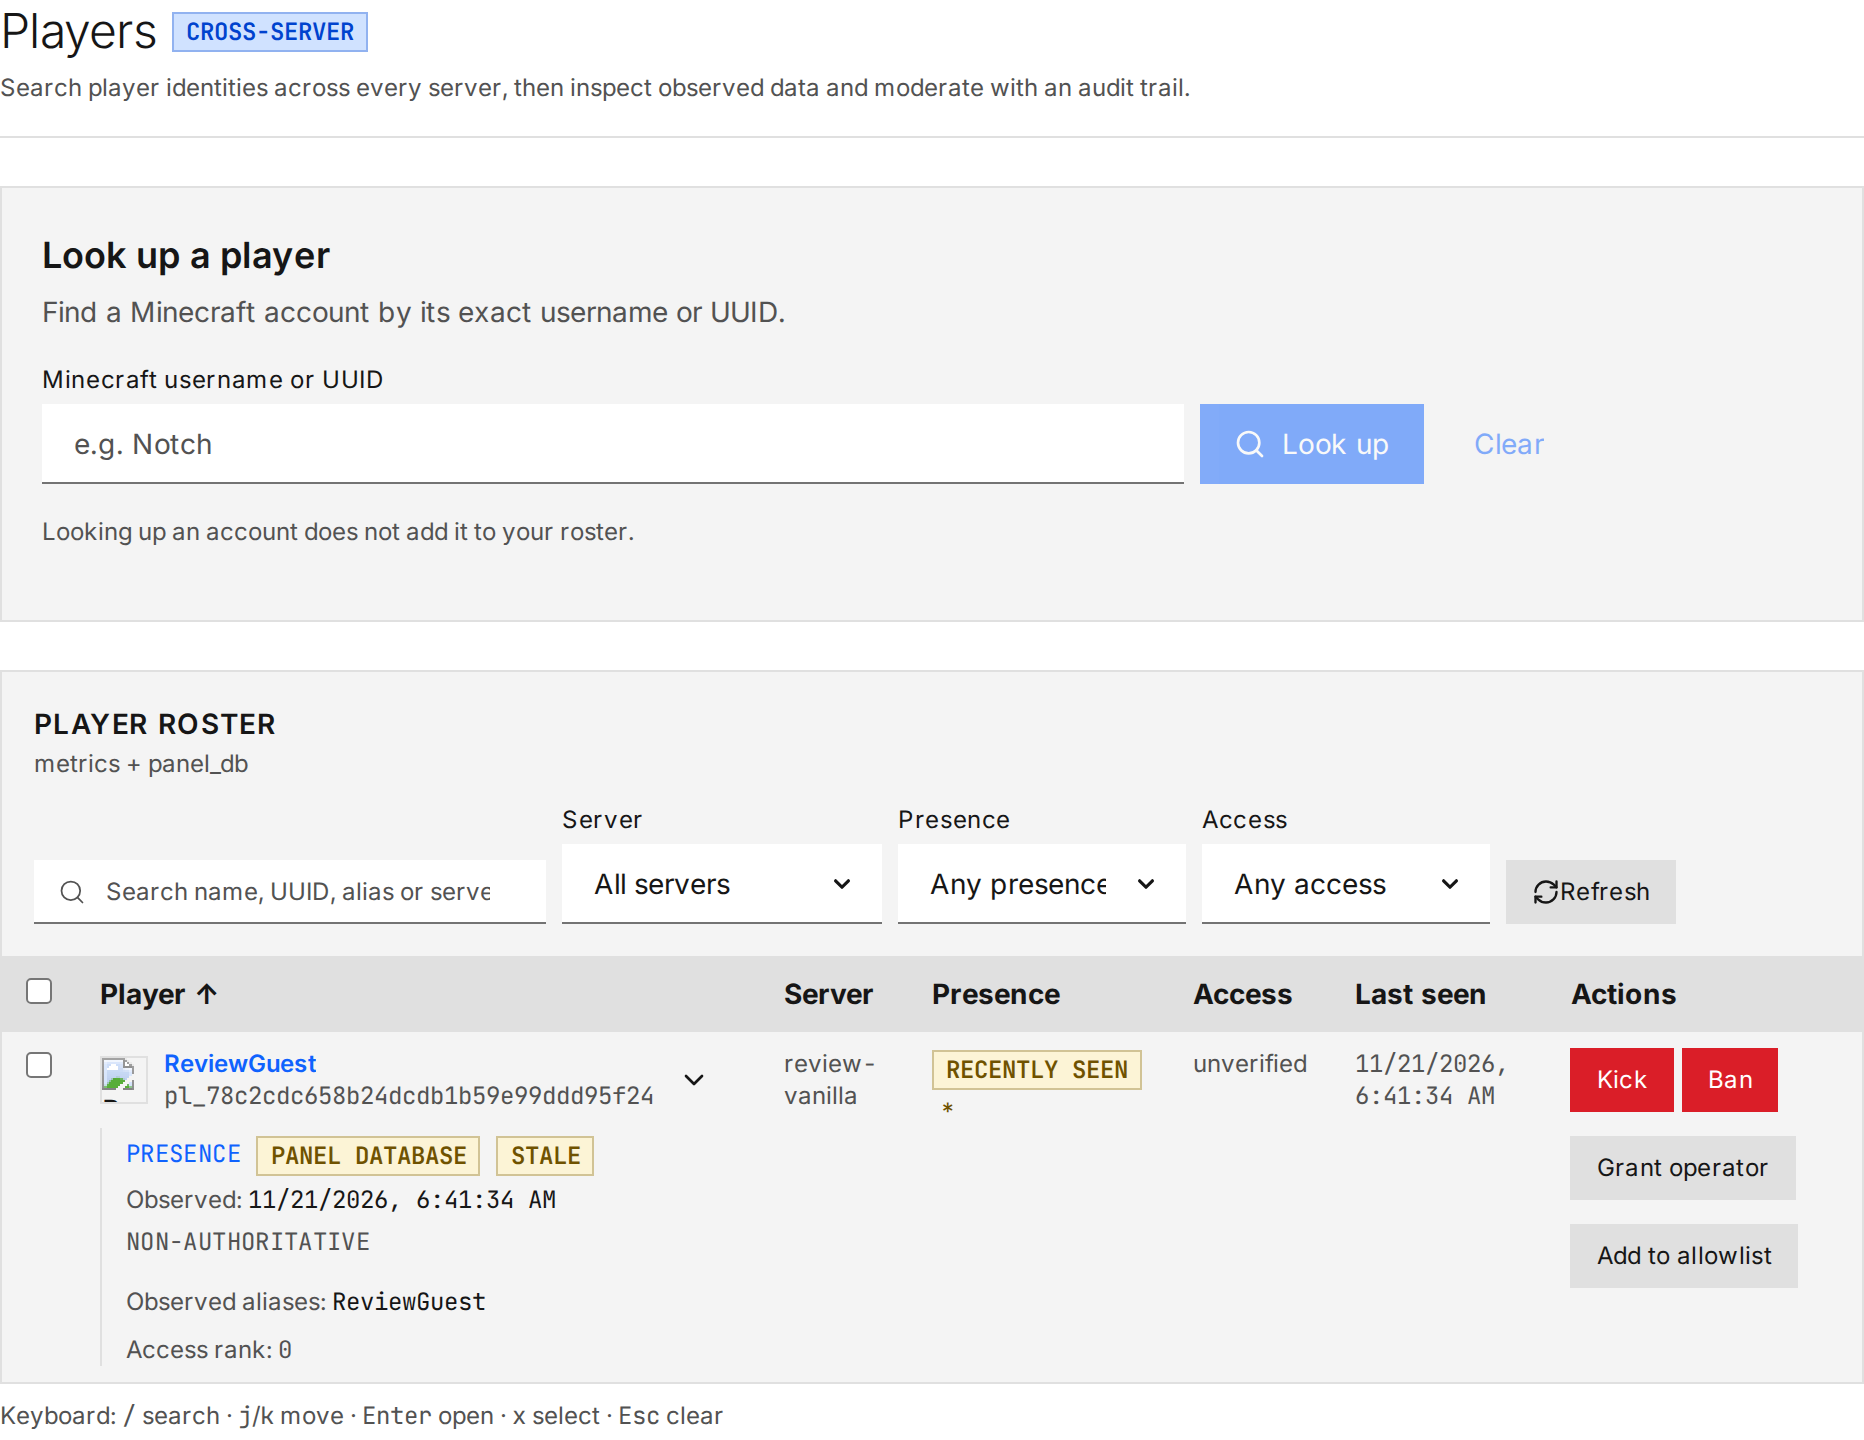 Players CROSS-SERVER
Search player identities across every server, then inspect observed data and moderate with an audit trail.
Look up a player
Find a Minecraft account by its exact username or UUID.
Minecraft username or UUID
e.g. Notch
Look up
Clear
Looking up an account does not add it to your roster.
PLAYER ROSTER
metrics + panel_db
Server
Presence
Access
Search name, UUID, alias or serve
All servers
Any presence
Any access
Refresh
Player ↑ Server Presence Access Last seen Actions
ReviewGuest
pl_78c2cdc658b24dcdb1b59e99ddd95f24
review-
vanilla
RECENTLY SEEN
*
unverified
11/21/2026,
6:41:34 AM
Kick
Ban
Grant operator
Add to allowlist
PRESENCE PANEL DATABASE STALE
Observed: 11/21/2026, 6:41:34 AM
NON-AUTHORITATIVE
Observed aliases: ReviewGuest
Access rank: 0
Keyboard: / search · j/k move · Enter open · x select · Esc clear